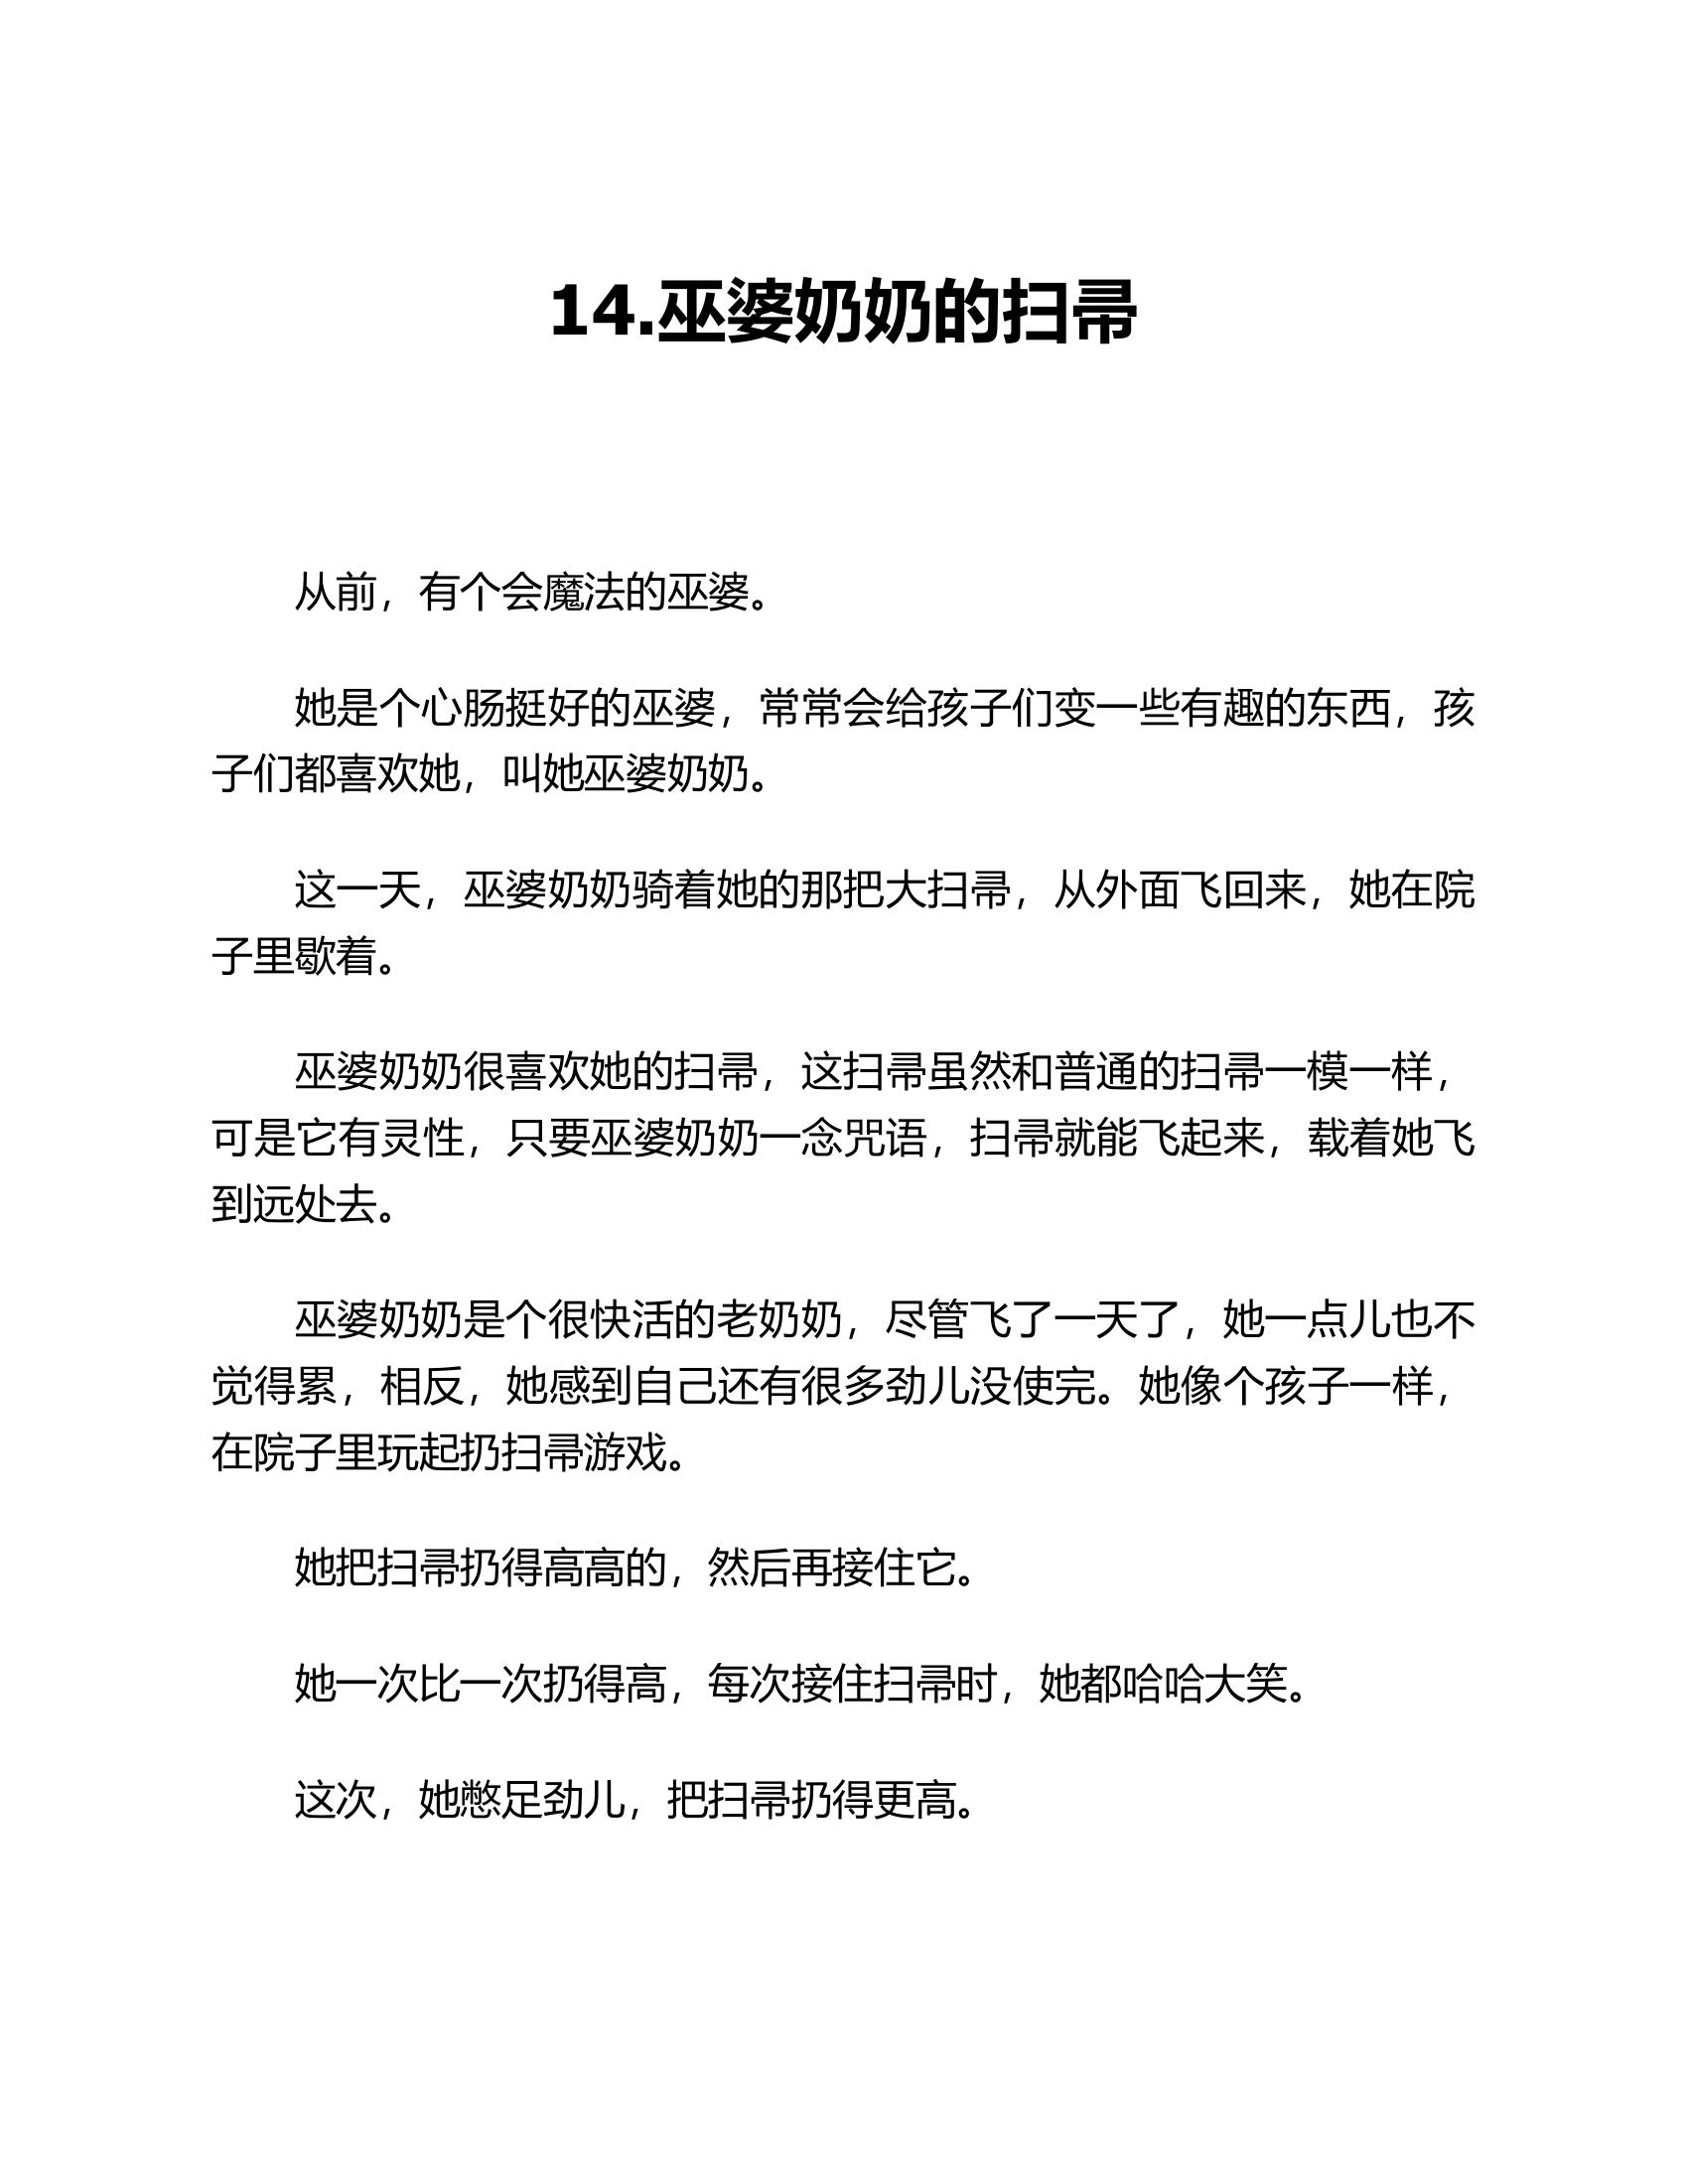 14.巫婆奶奶的扫帚
从前，有个会魔法的巫婆。
她是个心肠挺好的巫婆，常常会给孩子们变一些有趣的东西，孩
子们都喜欢她，叫她巫婆奶奶。
这一天，巫婆奶奶骑着她的那把大扫帚，从外面飞回来，她在院
子里歇着。
巫婆奶奶很喜欢她的扫帚，这扫帚虽然和普通的扫帚一模一样，
可是它有灵性，只要巫婆奶奶一念咒语，扫帚就能飞起来，载着她飞
到远处去。
巫婆奶奶是个很快活的老奶奶，尽管飞了一天了，她一点儿也不
觉得累，相反，她感到自己还有很多劲儿没使完。她像个孩子一样，
在院子里玩起扔扫帚游戏。
她把扫帚扔得高高的，然后再接住它。
她一次比一次扔得高，每次接住扫帚时，她都哈哈大笑。
这次，她憋足劲儿，把扫帚扔得更高。